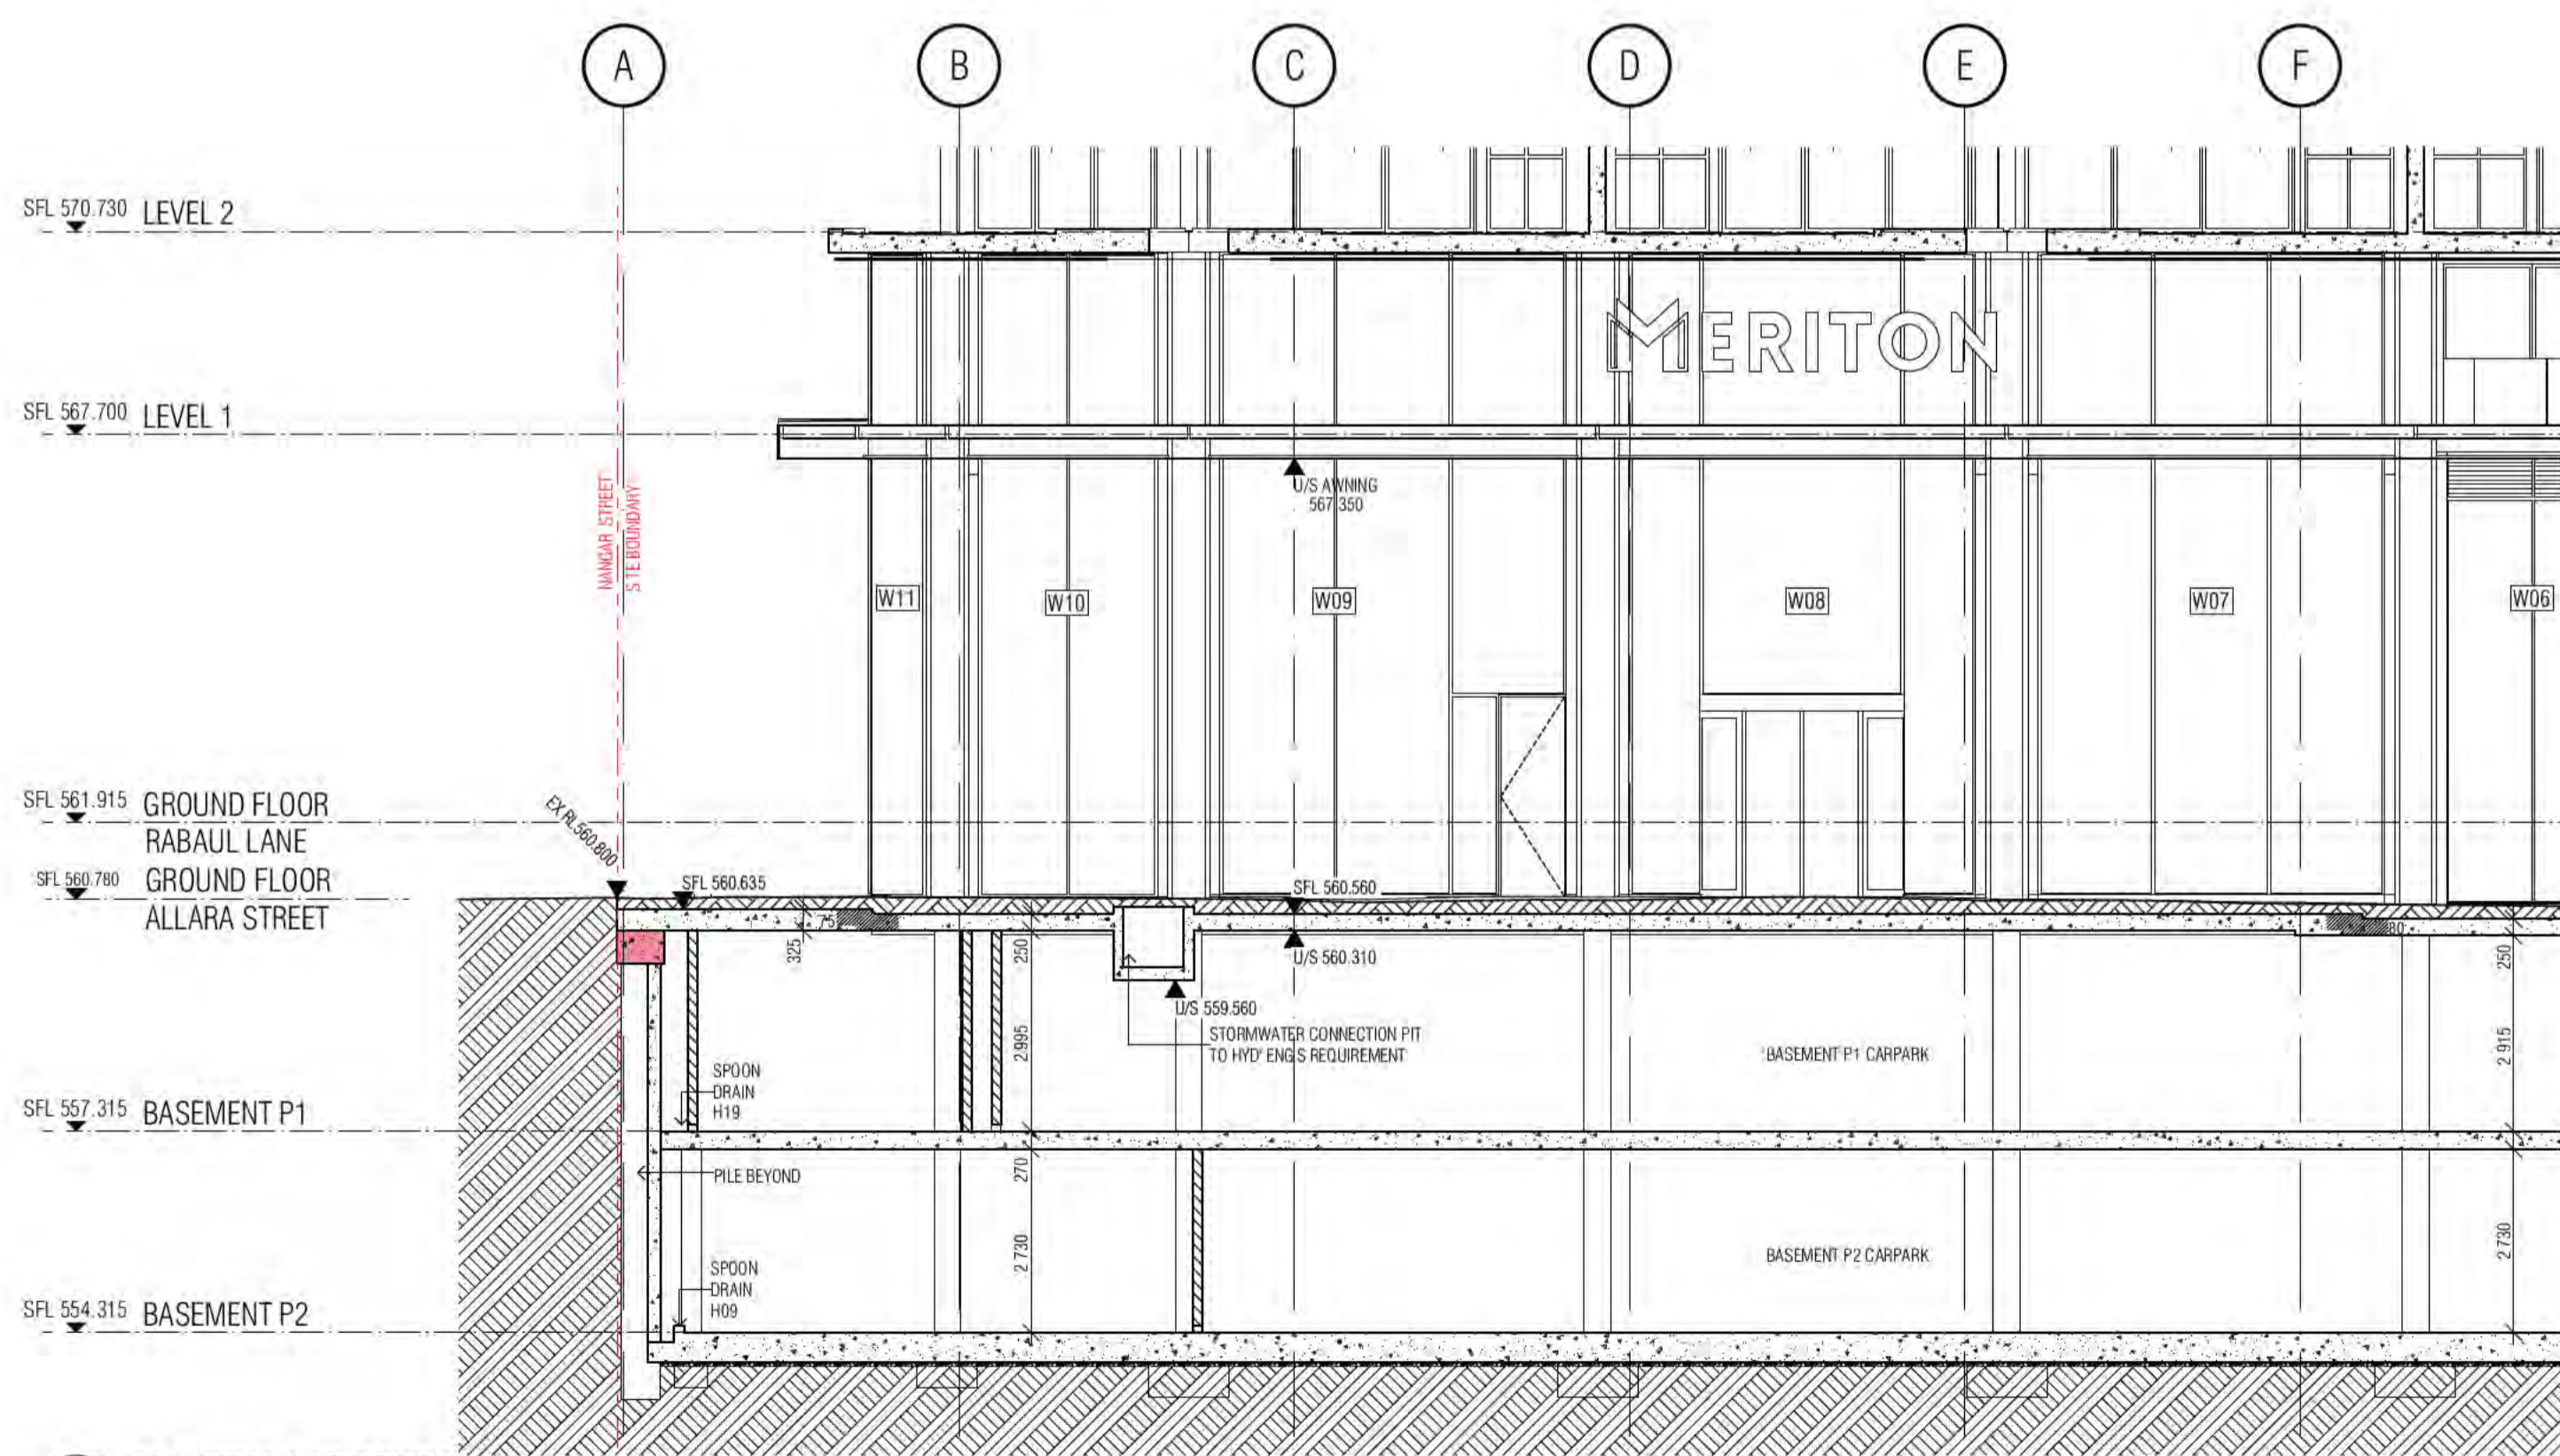 A
B
C
D
E
F
SFL 570.730 LEVEL 2
MERITON
SFL 567.700 LEVEL 1
U/S AWNING
567.350
NANGAR STREET
SITE BOUNDARY
W11
W10
W09
W08
W07
W06
SFL 561.915 GROUND FLOOR
RABAUL LANE
EX RL560.800
SFL 560.780 GROUND FLOOR
ALLARA STREET
SFL 560.635
SFL 560.560
75
325
250
U/S 560.310
80
250
U/S 559.560
STORMWATER CONNECTION PIT
TO HYD' ENG'S REQUIREMENT
2995
BASEMENT P1 CARPARK
2 915
SPOON
DRAIN
H19
SFL 557.315 BASEMENT P1
270
PILE BEYOND
2 730
BASEMENT P2 CARPARK
2 730
SPOON
DRAIN
H09
SFL 554.315 BASEMENT P2